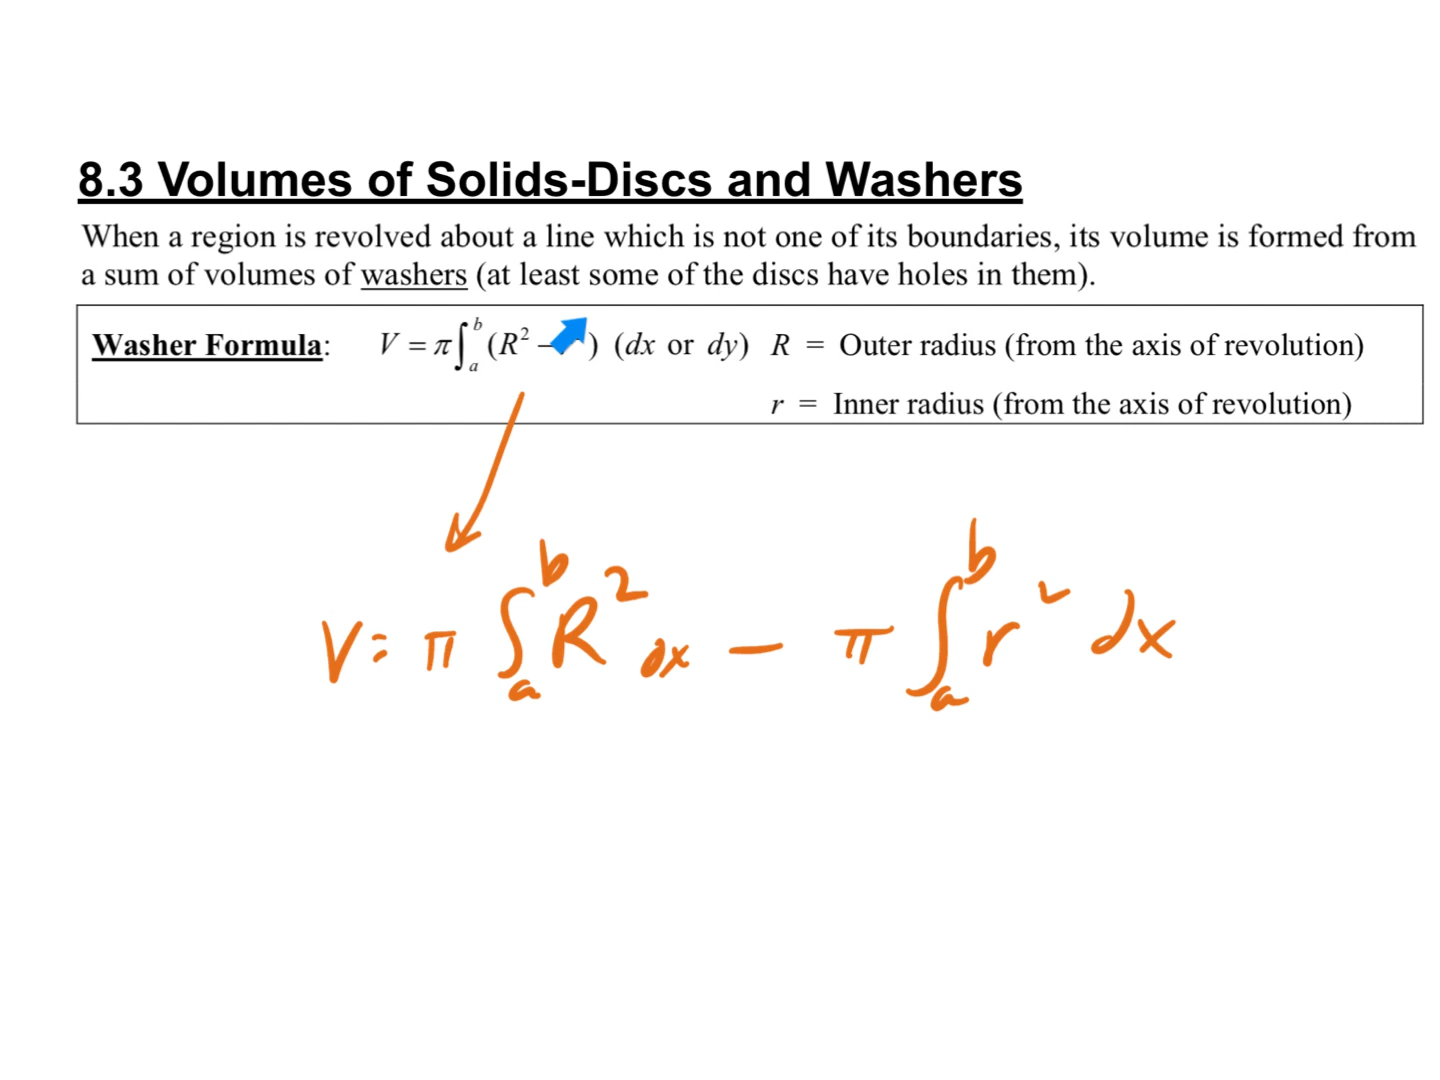 8.3 Volumes of Solids-Discs and Washers
When a region is revolved about a line which is not one of its boundaries, its volume is formed from
a sum of volumes of washers (at least some of the discs have holes in them).
Washer Formula: V = π∫_a^b (R² – ) (dx or dy) R = Outer radius (from the axis of revolution)
r = Inner radius (from the axis of revolution)
V = π ∫_a^b R² dx – π ∫_a^b r² dx